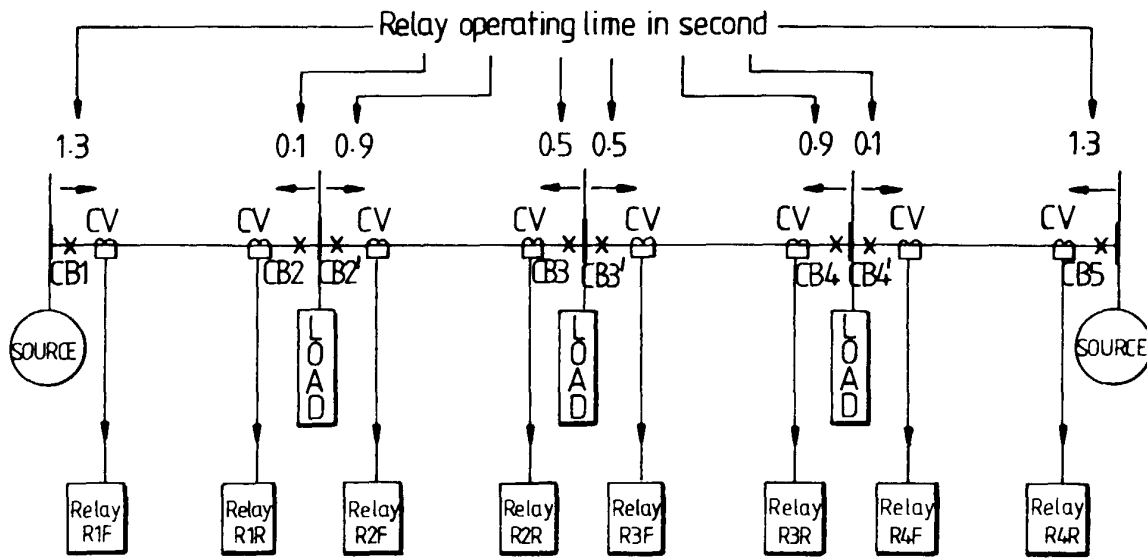 Relay operating lime in second
1.3 0.1 0.9 0.5 0.5 0.9 0.1 1.3
CV CV CV CV CV CV CV CV
CB1 CB2 CB2' CB3 CB3' CB4 CB4' CB5
SOURCE LOAD LOAD LOAD SOURCE
Relay R1F
Relay R1R
Relay R2F
Relay R2R
Relay R3F
Relay R3R
Relay R4F
Relay R4R